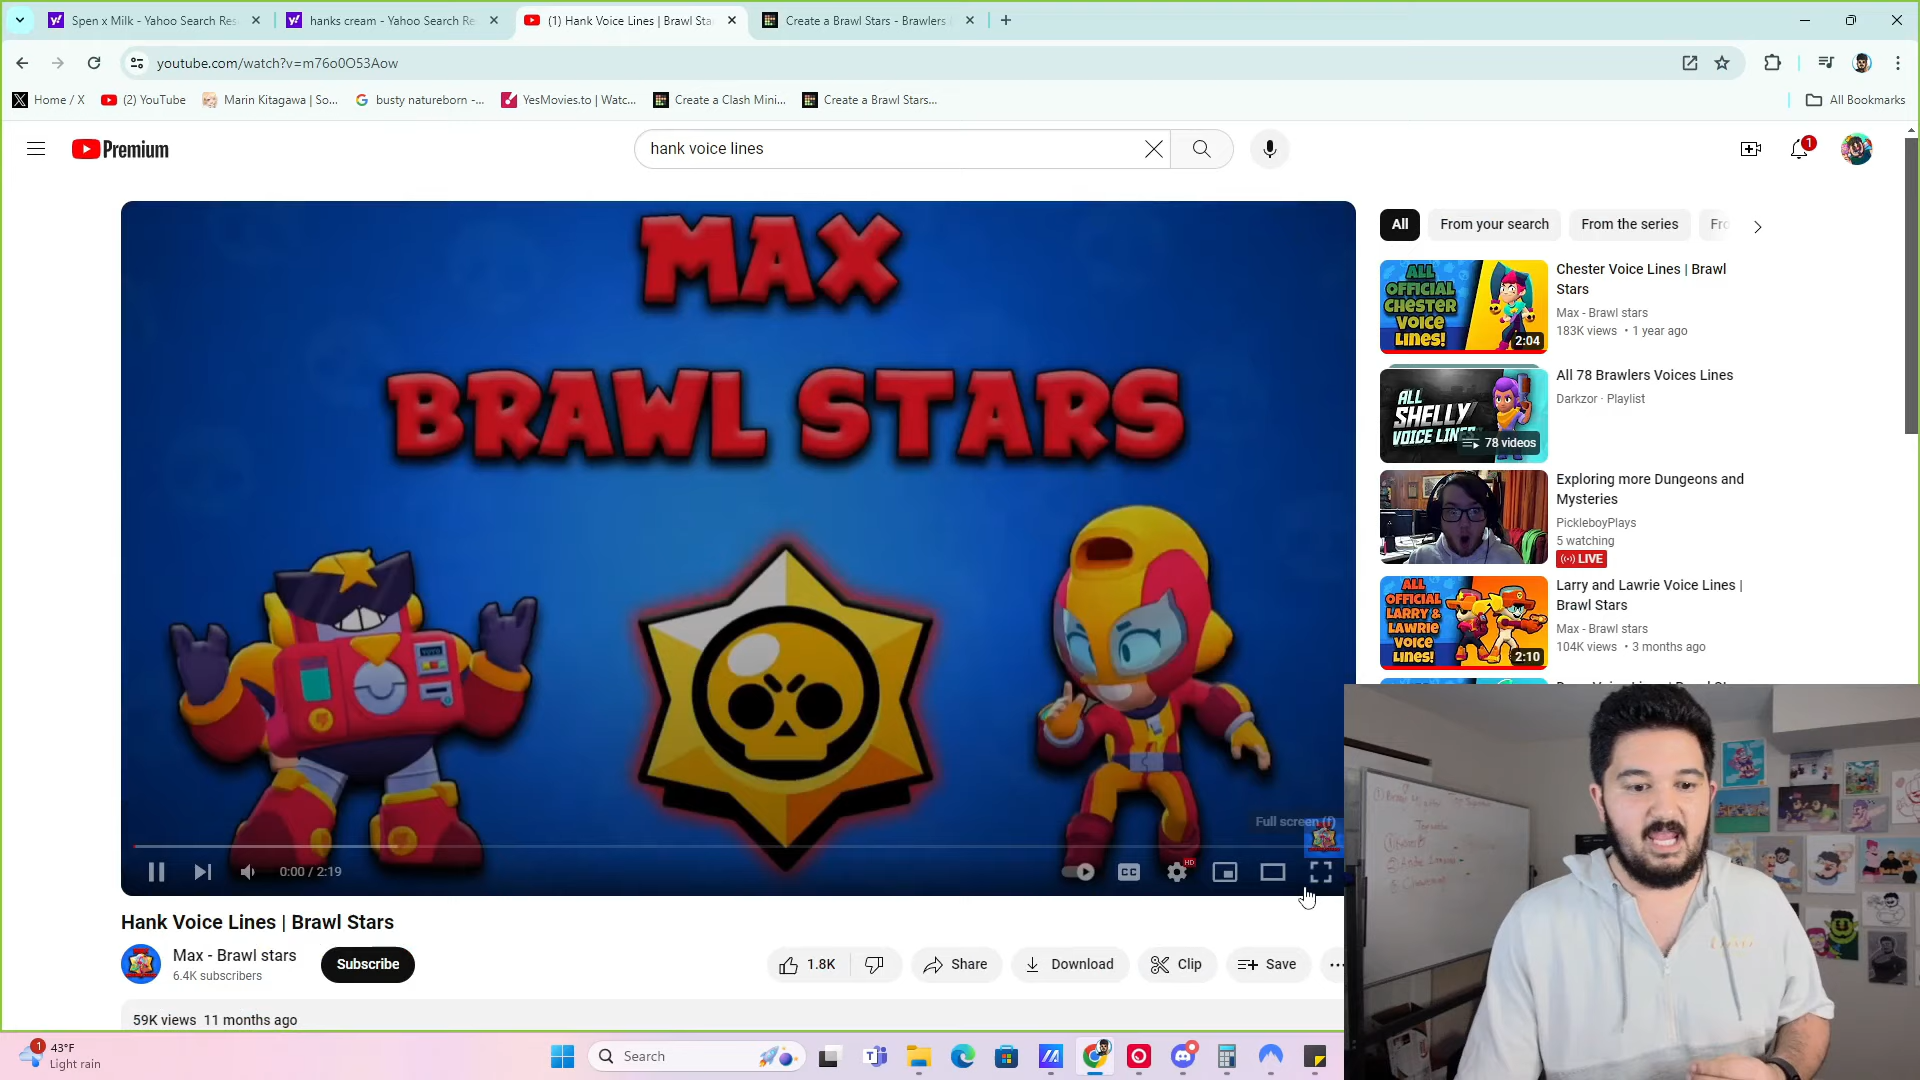 Spen x Milk - Yahoo Search Res
hanks cream - Yahoo Search Re
(1) Hank Voice Lines | Brawl Sta
Create a Brawl Stars - Brawlers
youtube.com/watch?v=m76o0O53Aow
Home / X
(2) YouTube
Marin Kitagawa | So...
busty natureborn -...
YesMovies.to | Watc...
Create a Clash Mini...
Create a Brawl Stars...
All Bookmarks
Premium
hank voice lines
1
MAX
BRAWL STARS
Full screen (f)
0:00 / 2:19
CC
HD
Hank Voice Lines | Brawl Stars
Max - Brawl stars
6.4K subscribers
Subscribe
1.8K
Share
Download
Clip
Save
59K views 11 months ago
All
From your search
From the series
Fro
ALL
OFFICIAL
CHESTER
VOICE
LINES!
2:04
Chester Voice Lines | Brawl
Stars
Max - Brawl stars
183K views • 1 year ago
ALL
SHELLY
VOICE LINE
78 videos
All 78 Brawlers Voices Lines
Darkzor · Playlist
Exploring more Dungeons and
Mysteries
PickleboyPlays
5 watching
LIVE
ALL
OFFICIAL
LARRY &
LAWRIE
VOICE
LINES!
2:10
Larry and Lawrie Voice Lines |
Brawl Stars
Max - Brawl stars
104K views • 3 months ago
1
43°F
Light rain
Search